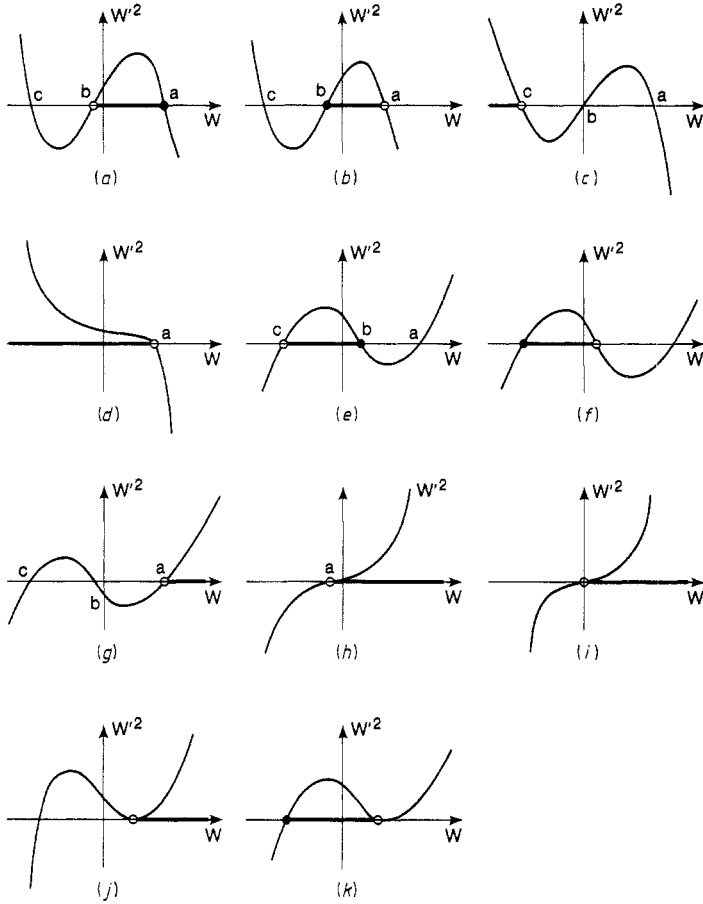 W'² W'² W'²
c b a c b a c b a
W W W
(a) (b) (c)
W'² W'² W'²
a c b a
W W W
(d) (e) (f)
W'² W'² W'²
c b a a
W W W
(g) (h) (i)
W'² W'²
W W
(j) (k)